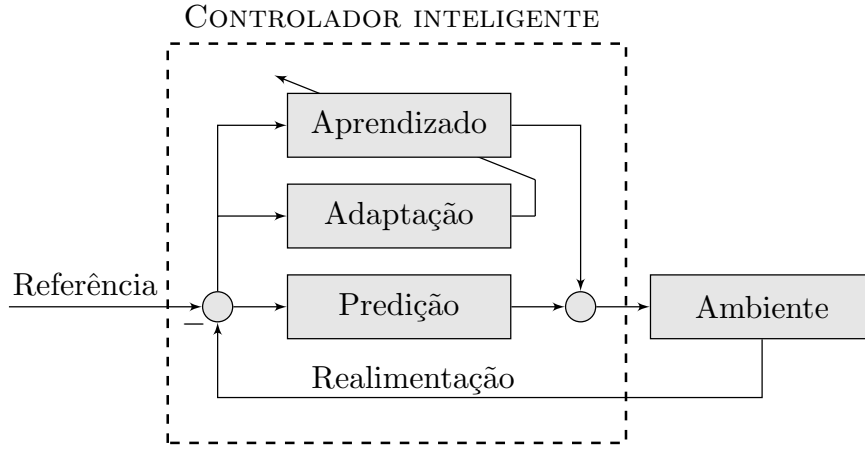 CONTROLADOR INTELIGENTE
Aprendizado
Adaptação
Referência
Predição
Ambiente
−
Realimentação